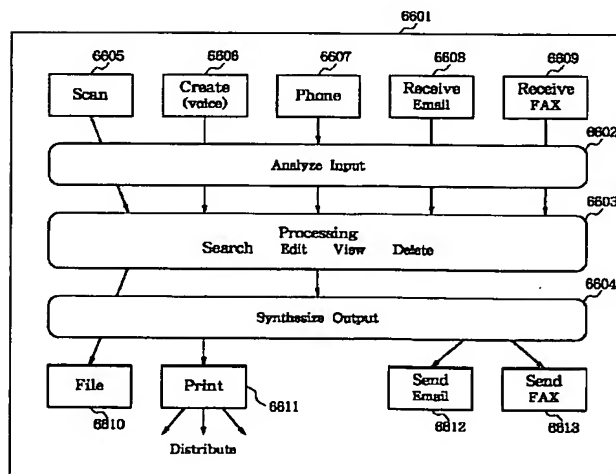 6601
6605 6606 6607 6608 6609
Scan Create (voice) Phone Receive Email Receive FAX
6602
Analyze Input
6603
Processing
Search Edit View Delete
6604
Synthesize Output
File Print Send Email Send FAX
6610 6611 6612 6613
Distribute